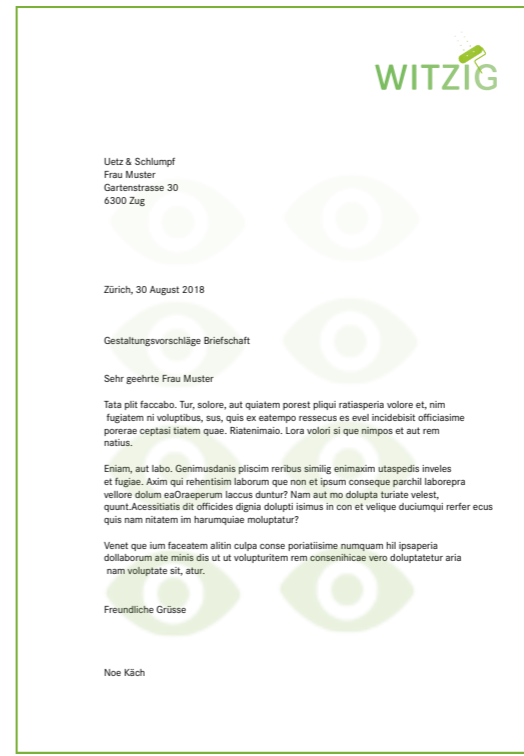 WITZIG
Uetz & Schlumpf
Frau Muster
Gartenstrasse 30
6300 Zug
Zürich, 30 August 2018
Gestaltungsvorschläge Briefschaft
Sehr geehrte Frau Muster
Tata plit faccabo. Tur, solore, aut quiatem porest pliqui ratiasperia volore et, nim
fugiatem ni voluptibus, sus, quis ex eatempo ressecus es evel incidebisit officiasime
porerae ceptasi tiatem quae. Riatenimaio. Lora volori si que nimpos et aut rem
natius.
Eniam, aut labo. Genimusdanis pliscim reribus similig enimaxim utaspedis inveles
et fugiae. Axim qui rehentisim laborum que non et ipsum conseque parchil laborepra
vellore dolum eaOraeperum laccus duntur? Nam aut mo dolupta turiate velest,
quunt.Acessitiatis dit officides dignia dolupti isimus in con et velique duciumqui rerfer ecus
quis nam nitatem im harumquiae moluptatur?
Venet que ium faceatem alitin culpa conse poriatiisime numquam hil ipsaperia
dollaborum ate minis dis ut ut volupturitem rem consenihicae vero doluptatetur aria
nam voluptate sit, atur.
Freundliche Grüsse
Noe Käch